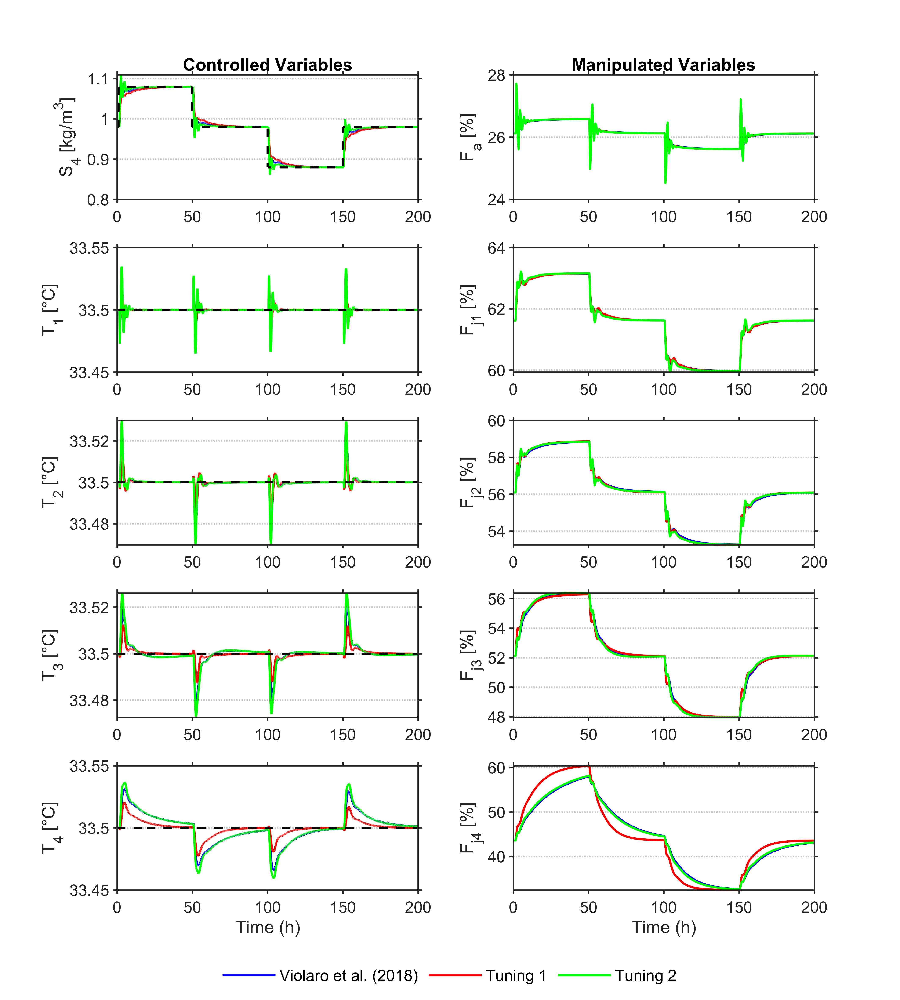 Controlled Variables
Manipulated Variables
S4 [kg/m3]
1.1
1
0.9
0.8
0 50 100 150 200
Fa [%]
28
26
24
0 50 100 150 200
T1 [°C]
33.55
33.5
33.45
0 50 100 150 200
Fj1 [%]
64
62
60
0 50 100 150 200
T2 [°C]
33.52
33.5
33.48
0 50 100 150 200
Fj2 [%]
60
58
56
54
0 50 100 150 200
T3 [°C]
33.52
33.5
33.48
0 50 100 150 200
Fj3 [%]
56
54
52
50
48
0 50 100 150 200
T4 [°C]
33.55
33.5
33.45
0 50 100 150 200
Time (h)
Fj4 [%]
60
50
40
0 50 100 150 200
Time (h)
Violaro et al. (2018) Tuning 1 Tuning 2